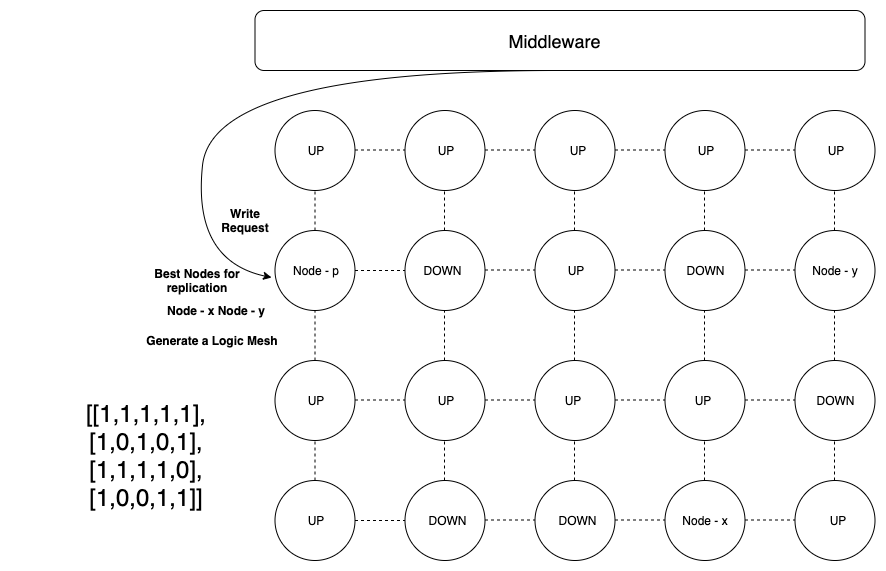 Middleware
UP UP UP UP UP
Write
Request
Node - p DOWN UP DOWN Node - y
Best Nodes for
replication
Node - x Node - y
Generate a Logic Mesh
UP UP UP UP DOWN
[[1,1,1,1,1],
[1,0,1,0,1],
[1,1,1,1,0],
[1,0,0,1,1]]
UP DOWN DOWN Node - x UP